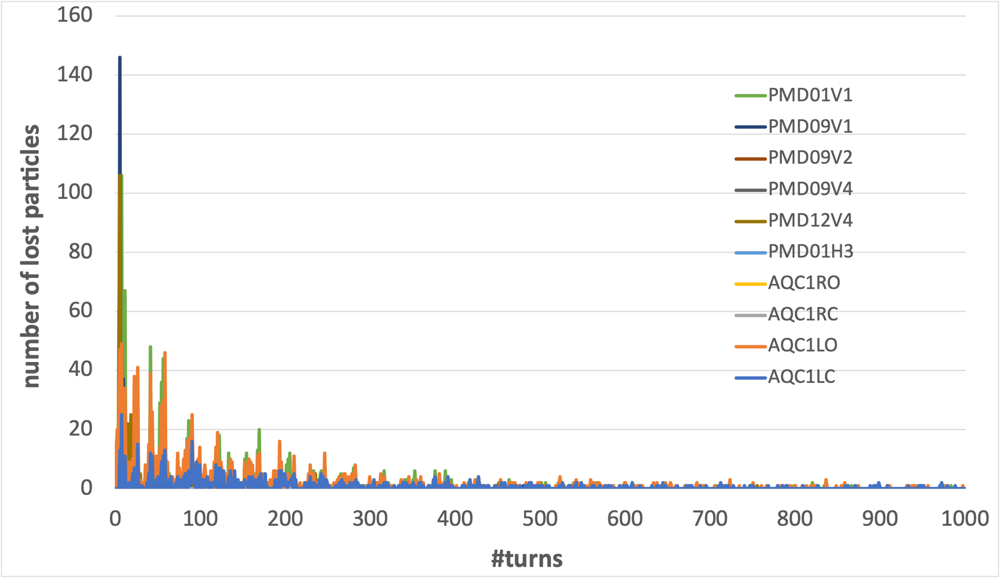 160
140
120
100
80
60
40
20
0
number of lost particles
0 100 200 300 400 500 600 700 800 900 1000
#turns
PMD01V1
PMD09V1
PMD09V2
PMD09V4
PMD12V4
PMD01H3
AQC1RO
AQC1RC
AQC1LO
AQC1LC